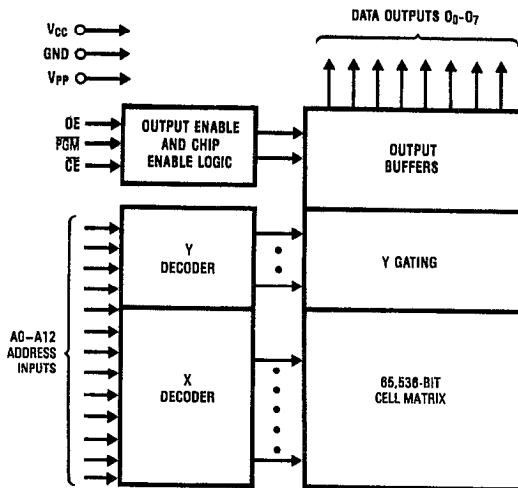 DATA OUTPUTS O0-O7
VCC
GND
VPP
OE
PGM
CE
OUTPUT ENABLE
AND CHIP
ENABLE LOGIC
OUTPUT
BUFFERS
Y
DECODER
Y GATING
A0-A12
ADDRESS
INPUTS
X
DECODER
65,536-BIT
CELL MATRIX